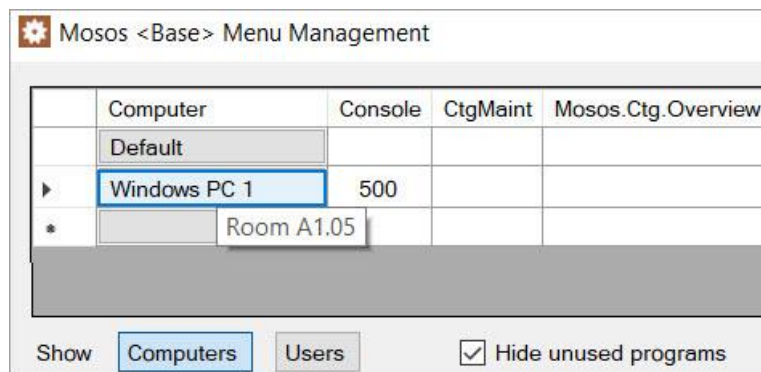 Mosos <Base> Menu Management
Computer Console CtgMaint Mosos.Ctg.Overview
Default
Windows PC 1 500
Room A1.05
Show Computers Users Hide unused programs